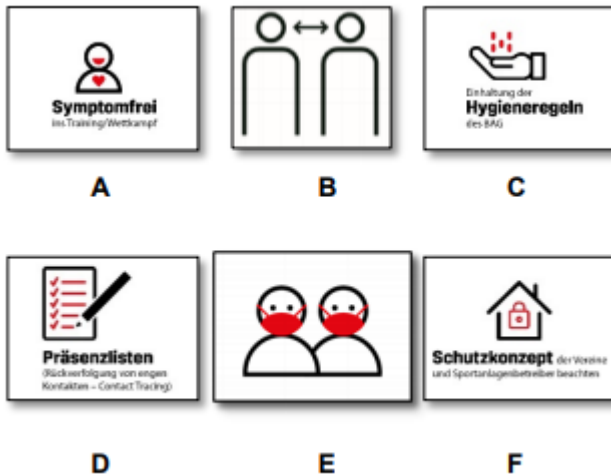 Symptomfrei
ins Training/Wettkampf
A
B
Einhaltung der
Hygieneregeln
des BAG
C
Präsenzlisten
(Rückverfolgung von engen
Kontakten – Contact Tracing)
D
E
Schutzkonzept der Vereine
und Sportanlagenbetreiber beachten
F